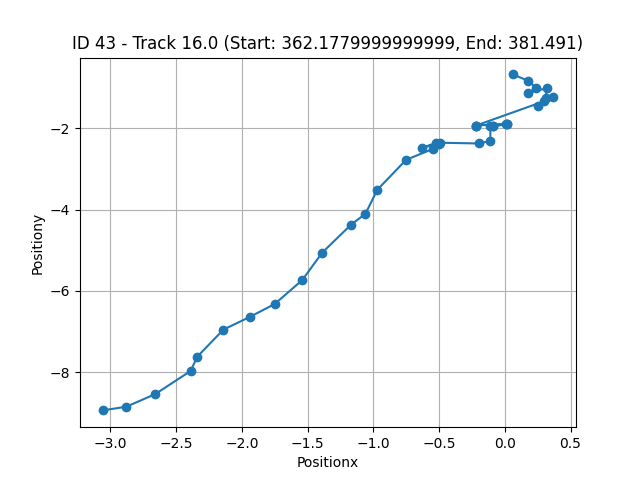 ID 43 - Track 16.0 (Start: 362.1779999999999, End: 381.491)
Positiony
−2
−4
−6
−8
−3.0 −2.5 −2.0 −1.5 −1.0 −0.5 0.0 0.5
Positionx